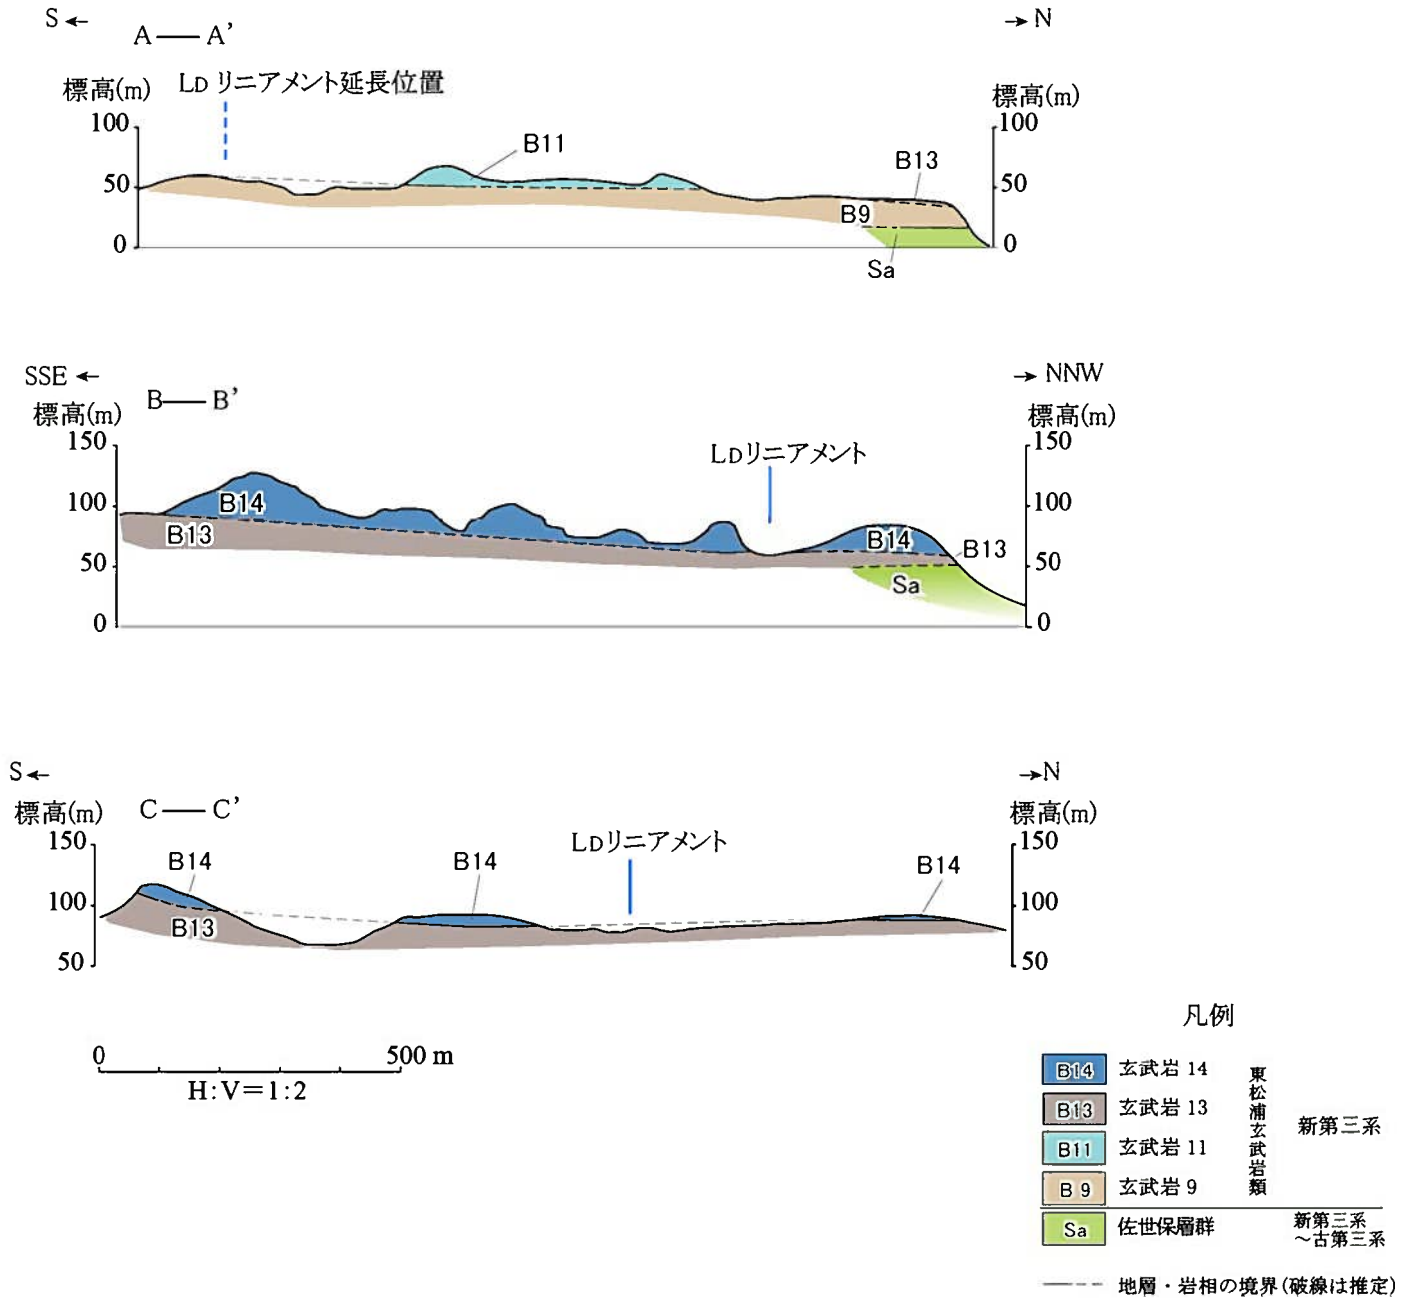 S ← → N
A — A’
標高(m) LD リニアメント延長位置 標高(m)
100 100
B11
B13
50 50
B9
0 0
Sa
SSE ← → NNW
B — B’
標高(m) 標高(m)
150 150
LDリニアメント
100 100
B14
B14
B13
B13
50 50
Sa
0 0
S ← → N
標高(m) C — C’ 標高(m)
150 150
LDリニアメント
B14 B14 B14
100 100
B13
50 50
0 500 m
H:V=1:2
凡例
B14 玄武岩 14
B13 玄武岩 13
B11 玄武岩 11
B 9 玄武岩 9
東松浦玄武岩類
新第三系
Sa 佐世保層群
新第三系
～古第三系
地層・岩相の境界(破線は推定)